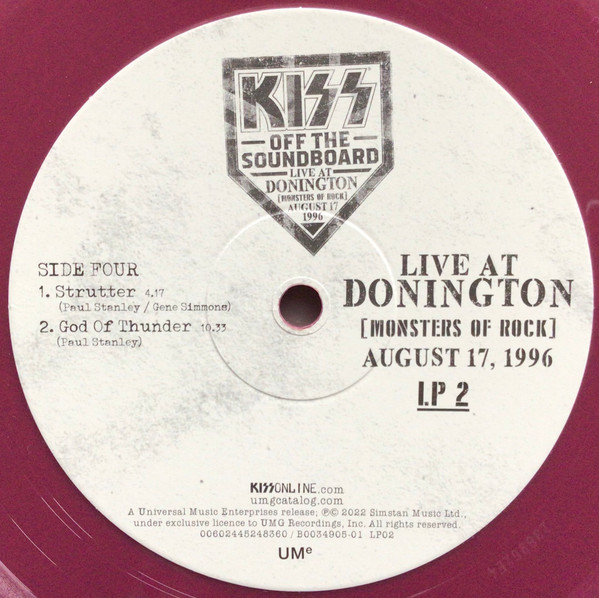 KISS
OFF THE
SOUNDBOARD
LIVE AT
DONINGTON
[MONSTERS OF ROCK]
AUGUST 17
1996
SIDE FOUR
1. Strutter 4.17
(Paul Stanley / Gene Simmons)
2. God Of Thunder 10.33
(Paul Stanley)
LIVE AT
DONINGTON
[MONSTERS OF ROCK]
AUGUST 17, 1996
LP 2
KISSONLINE.com
umgcatalog.com
A Universal Music Enterprises release; ℗© 2022 Simstan Music Ltd.,
under exclusive licence to UMG Recordings, Inc. All rights reserved.
00602445248360 / B0034905-01 LP02
UMe